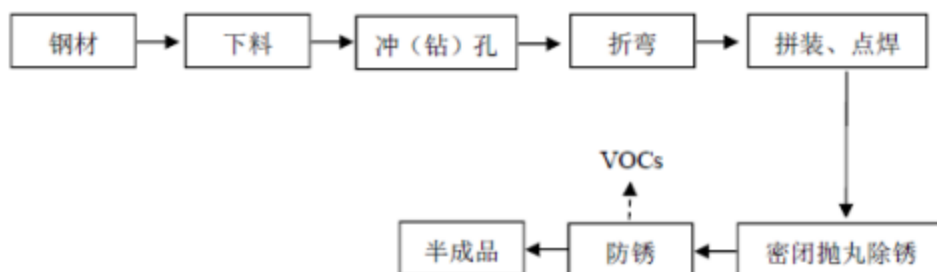 钢材
下料
冲（钻）孔
折弯
拼装、点焊
VOCs
半成品
防锈
密闭抛丸除锈